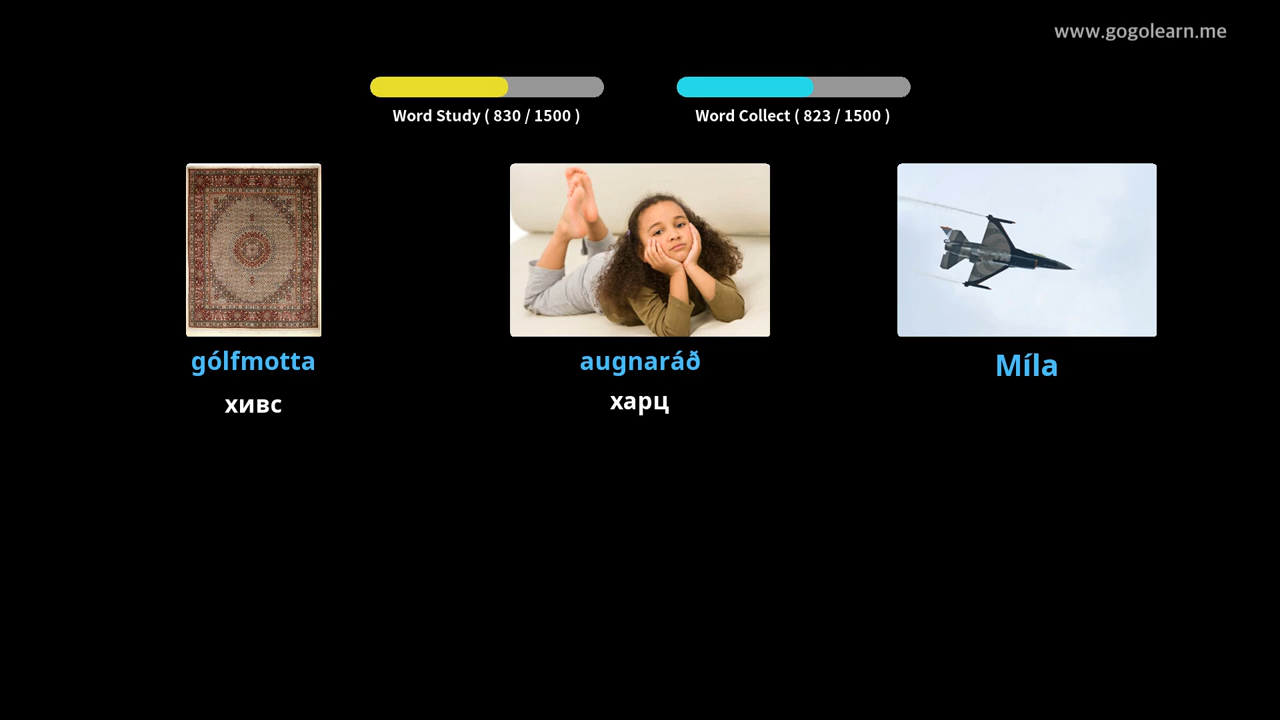 www.gogolearn.me
Word Study ( 830 / 1500 )
Word Collect ( 823 / 1500 )
gólfmotta
augnaráð
Míla
хивс
харц